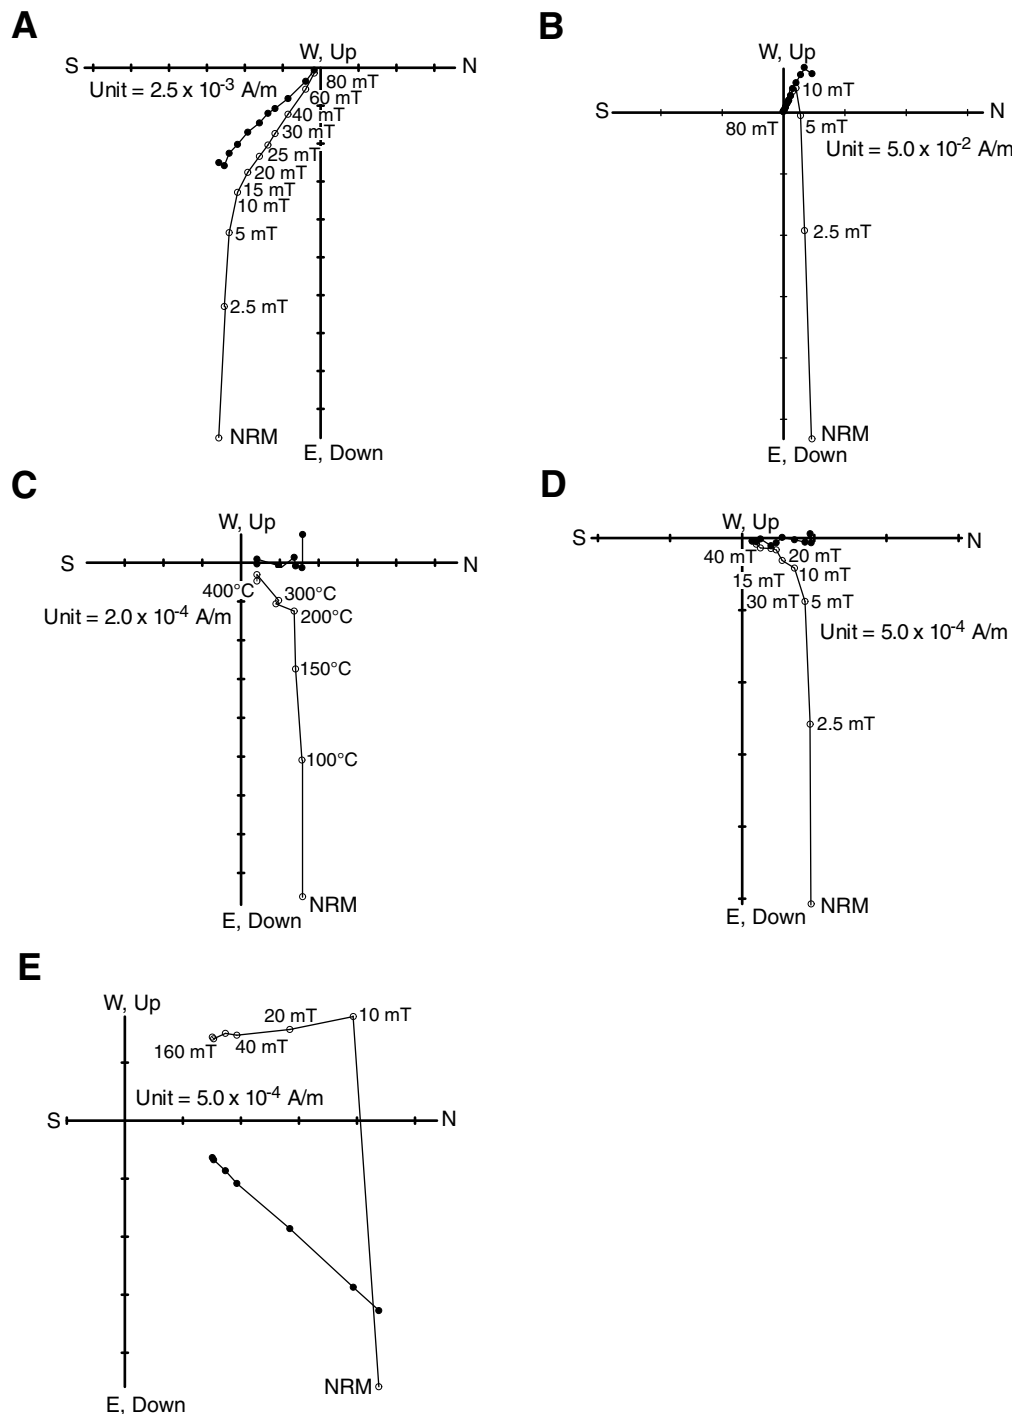 A
W, Up
S
N
Unit = 2.5 x 10-3 A/m
80 mT
60 mT
40 mT
30 mT
25 mT
20 mT
15 mT
10 mT
5 mT
2.5 mT
NRM
E, Down
B
W, Up
10 mT
S
N
80 mT
5 mT
Unit = 5.0 x 10-2 A/m
2.5 mT
NRM
E, Down
C
W, Up
S
N
400°C
300°C
Unit = 2.0 x 10-4 A/m
200°C
150°C
100°C
NRM
E, Down
D
W, Up
S
N
40 mT
20 mT
15 mT
10 mT
30 mT
5 mT
Unit = 5.0 x 10-4 A/m
2.5 mT
NRM
E, Down
E
W, Up
20 mT
10 mT
160 mT
40 mT
Unit = 5.0 x 10-4 A/m
S
N
NRM
E, Down